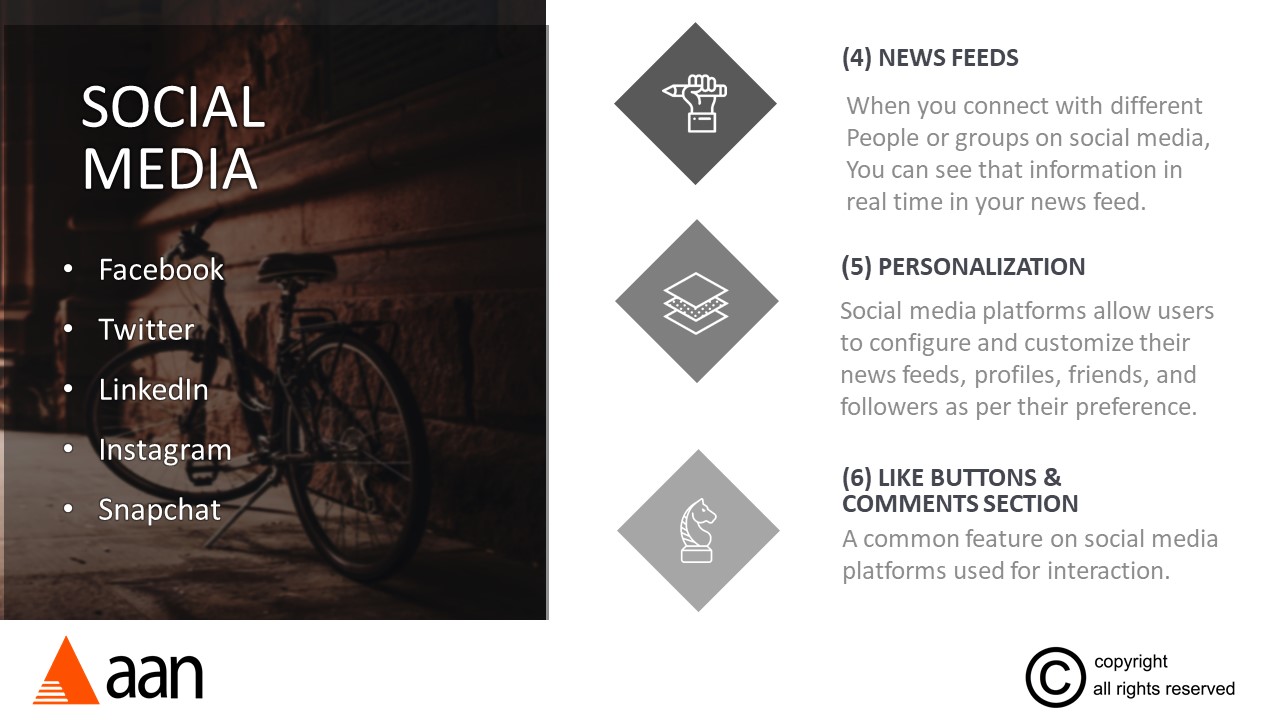 SOCIAL
MEDIA
• Facebook
• Twitter
• LinkedIn
• Instagram
• Snapchat
(4) NEWS FEEDS
When you connect with different
People or groups on social media,
You can see that information in
real time in your news feed.
(5) PERSONALIZATION
Social media platforms allow users
to configure and customize their
news feeds, profiles, friends, and
followers as per their preference.
(6) LIKE BUTTONS &
COMMENTS SECTION
A common feature on social media
platforms used for interaction.
aan
©
copyright
all rights reserved